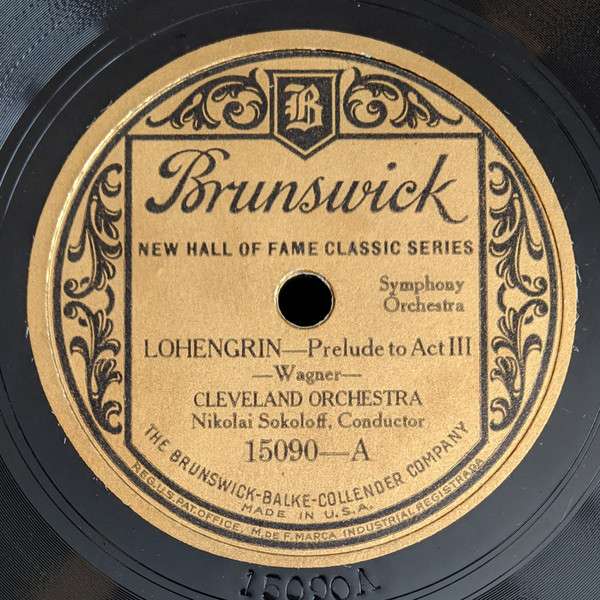 B
Brunswick
NEW HALL OF FAME CLASSIC SERIES
Symphony
Orchestra
LOHENGRIN—Prelude to Act III
—Wagner—
CLEVELAND ORCHESTRA
Nikolai Sokoloff, Conductor
15090—A
THE BRUNSWICK-BALKE-COLLENDER COMPANY
MADE IN U.S.A.
REG.U.S.PAT.OFFICE, M.DE F. MARCA INDUSTRIAL REGISTRADA
15090A